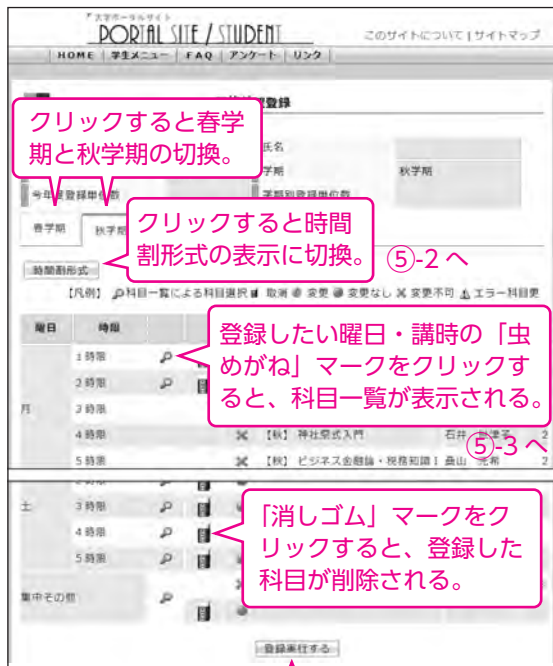 PORTAL SITE / STUDENT
このサイトについて | サイトマップ
HOME | 学生メニュー | FAQ | アンケート | リンク
登録
クリックすると春学
期と秋学期の切換。
氏名
学期 秋学期
今年度登録単位数 学期別登録単位数
春学期 秋学期
クリックすると時間
割形式の表示に切換。
⑤-2 へ
時間割形式
【凡例】 科目一覧による科目選択 取消 変更 変更なし 変更不可 エラー科目更
曜日 時限
登録したい曜日・講時の「虫
めがね」マークをクリックす
ると、科目一覧が表示される。
1時限
2時限
月 3時限
4時限 【秋】 神社祭式入門 石井 2
⑤-3 へ
5時限 【秋】 ビジネス金融論・税務知識Ⅰ 桑山 2
土 3時限
4時限
5時限
「消しゴム」マークをク
リックすると、登録した
科目が削除される。
集中その他
登録実行する